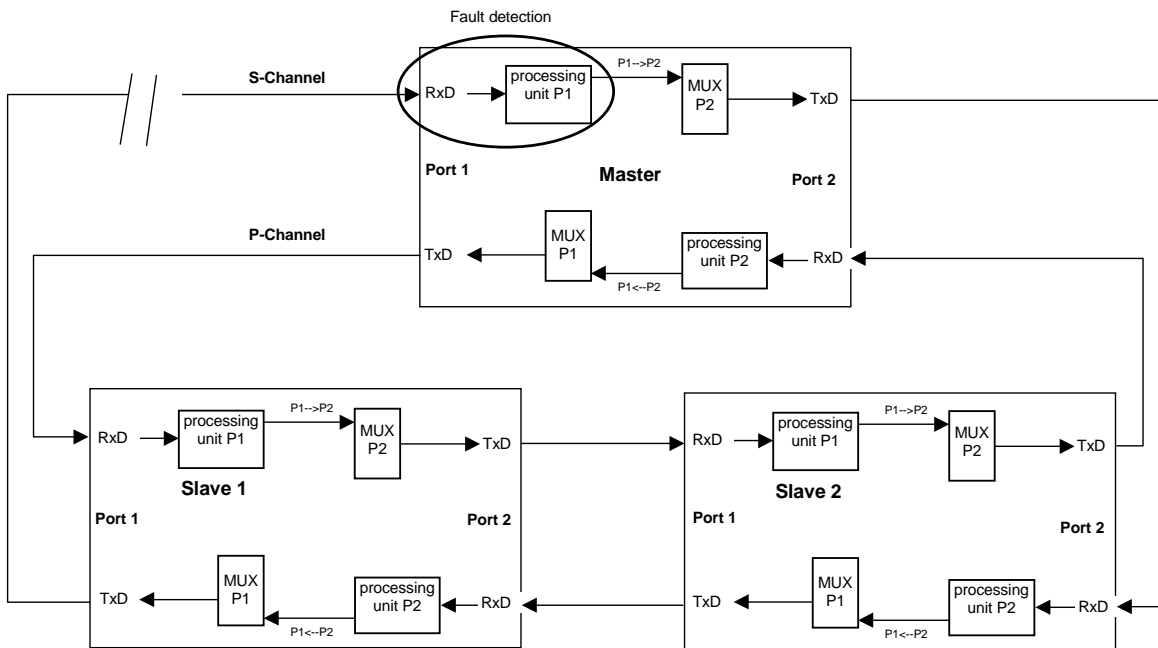 Fault detection
S-Channel
RxD
processing
unit P1
P1-->P2
MUX
P2
TxD
Port 1
Master
Port 2
P-Channel
TxD
MUX
P1
P1<--P2
processing
unit P2
RxD
RxD
processing
unit P1
P1-->P2
MUX
P2
TxD
Slave 1
Port 1
Port 2
TxD
MUX
P1
P1<--P2
processing
unit P2
RxD
RxD
processing
unit P1
P1-->P2
MUX
P2
TxD
Slave 2
Port 1
Port 2
TxD
MUX
P1
P1<--P2
processing
unit P2
RxD